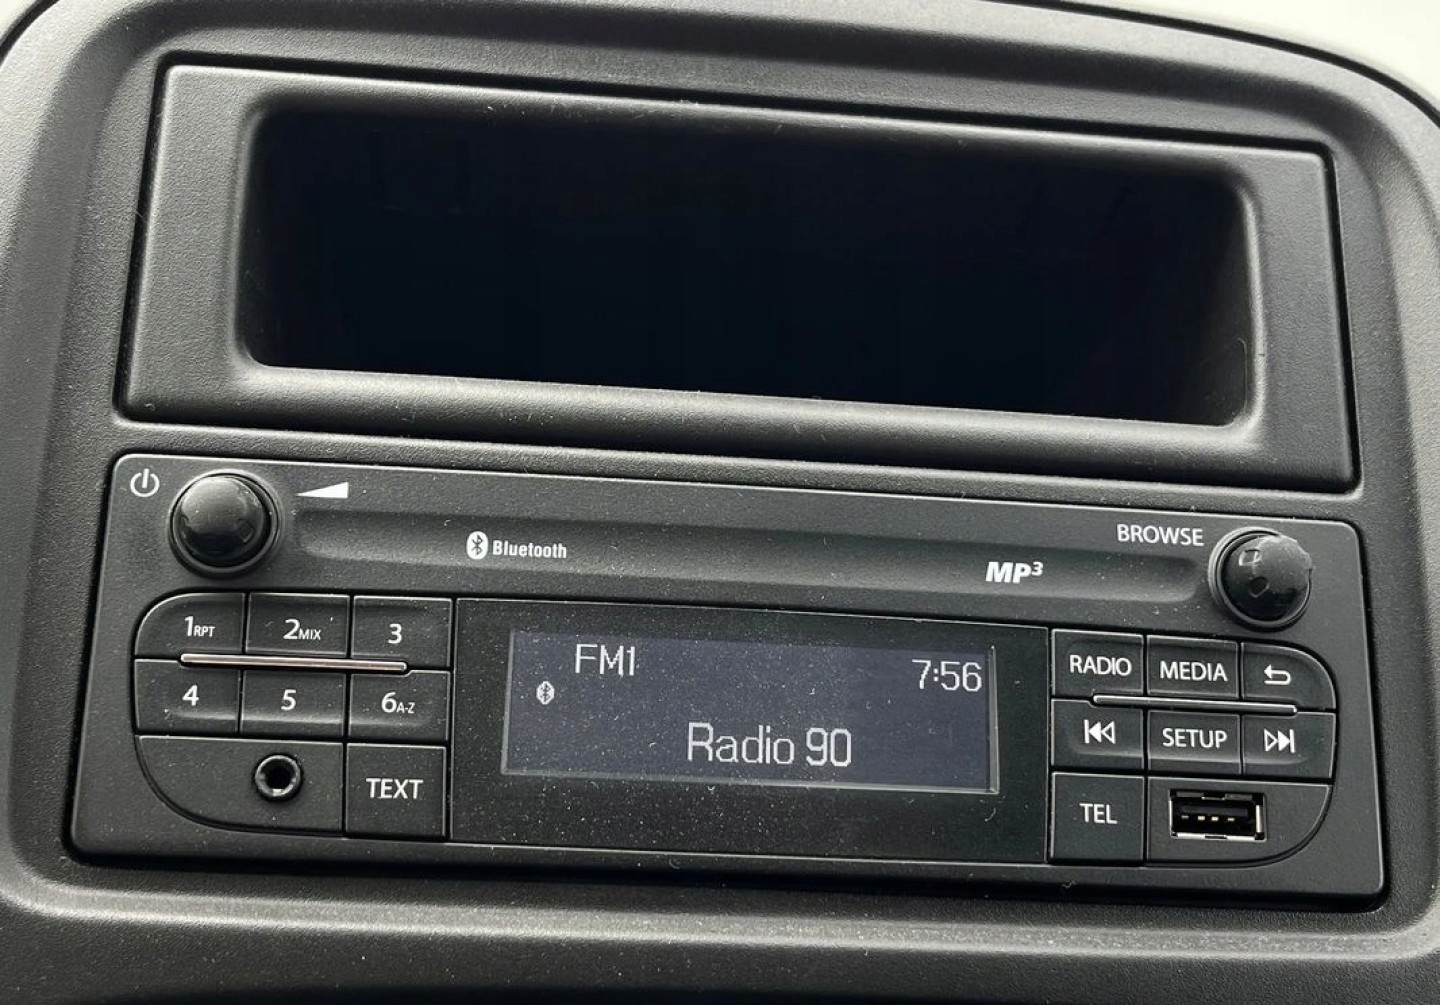 Bluetooth
MP3
BROWSE
1RPT
2MIX
3
4
5
6A-Z
TEXT
FM1
7:56
Radio 90
RADIO
MEDIA
SETUP
TEL